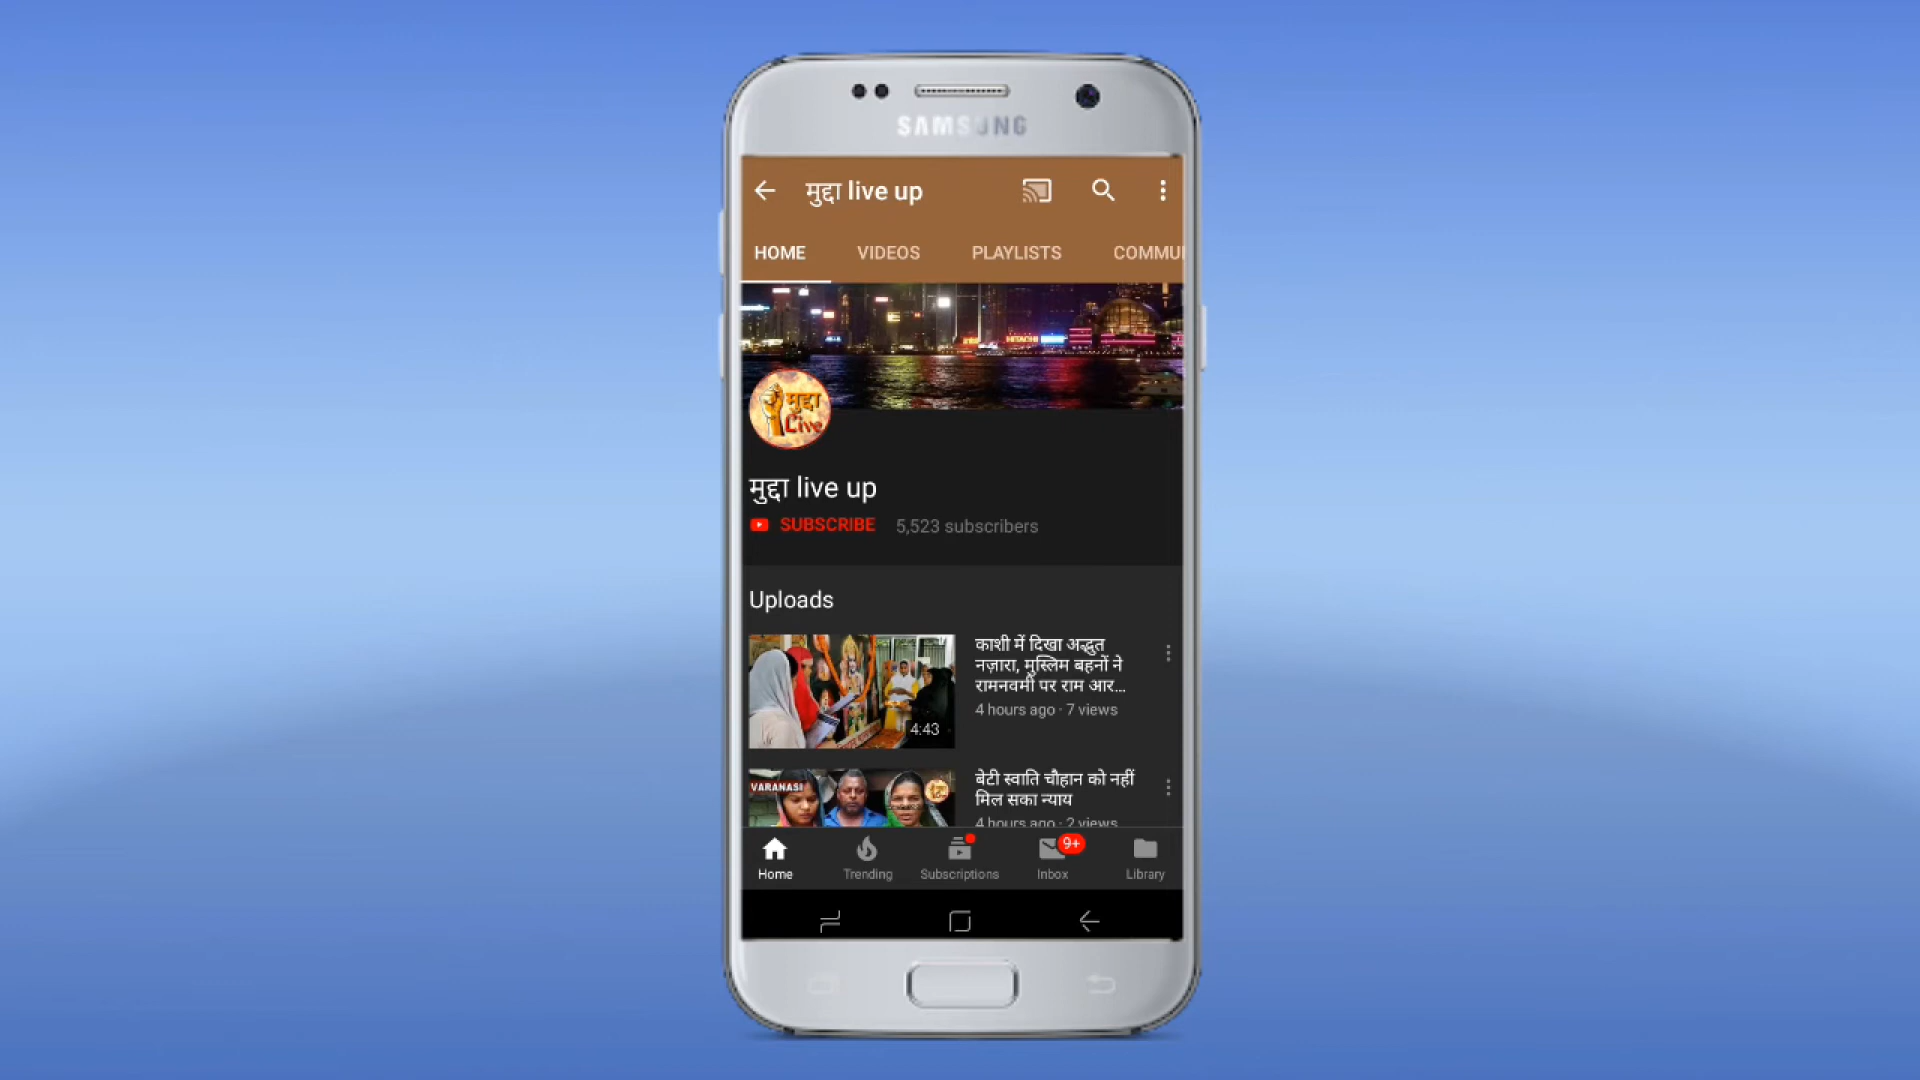 SAMSUNG
मुद्दा live up
HOME VIDEOS PLAYLISTS COMMU
HITACHI
मुद्दा
Live
मुद्दा live up
SUBSCRIBE 5,523 subscribers
Uploads
काशी में दिखा अद्भुत
नज़ारा, मुस्लिम बहनों ने
रामनवमी पर राम आर...
4 hours ago · 7 views
4:43
VARANASI
बेटी स्वाति चौहान को नहीं
मिल सका न्याय
4 hours ago · 2 views
9+
Home Trending Subscriptions Inbox Library